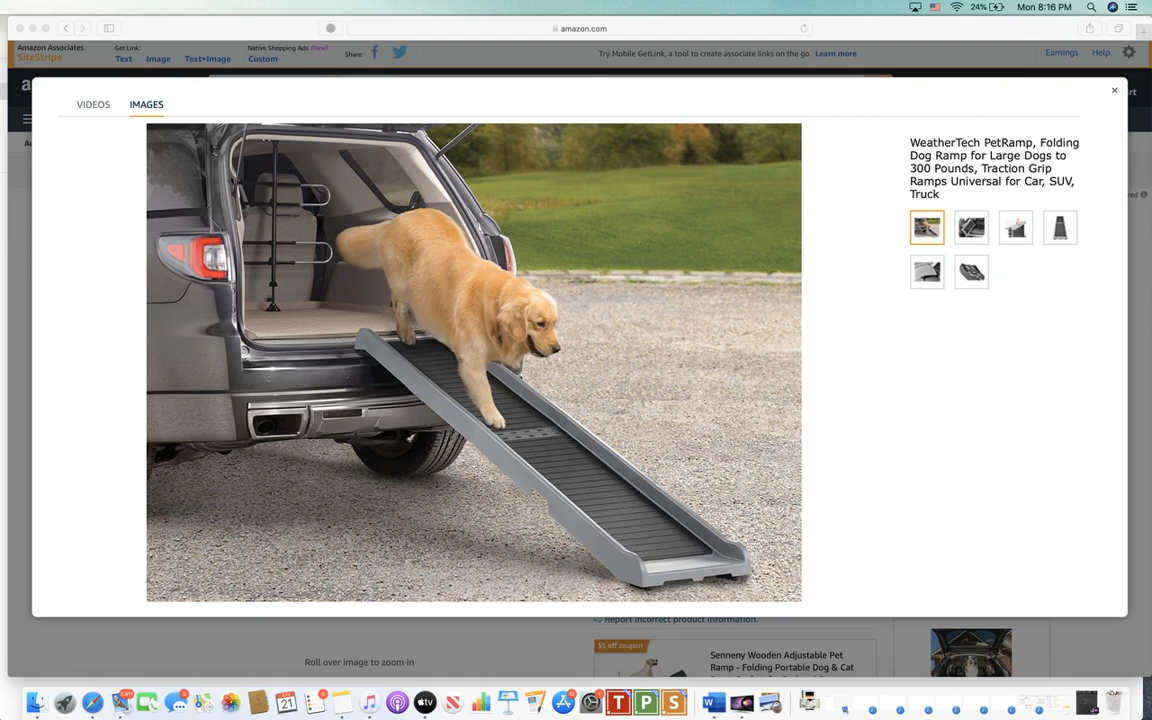 24%
Mon 8:16 PM
amazon.com
Amazon Associates
SiteStripe
Get Link:
Text
Image
Text+Image
Native Shopping Ads (New)
Custom
Share:
Try Mobile GetLink, a tool to create associate links on the go. Learn more
Earnings
Help
VIDEOS
IMAGES
×
WeatherTech PetRamp, Folding
Dog Ramp for Large Dogs to
300 Pounds, Traction Grip
Ramps Universal for Car, SUV,
Truck
Report incorrect product information.
$5 off coupon
Senneny Wooden Adjustable Pet
Ramp - Folding Portable Dog & Cat
Roll over image to zoom in
JUN
21
tv
T
P
S
W